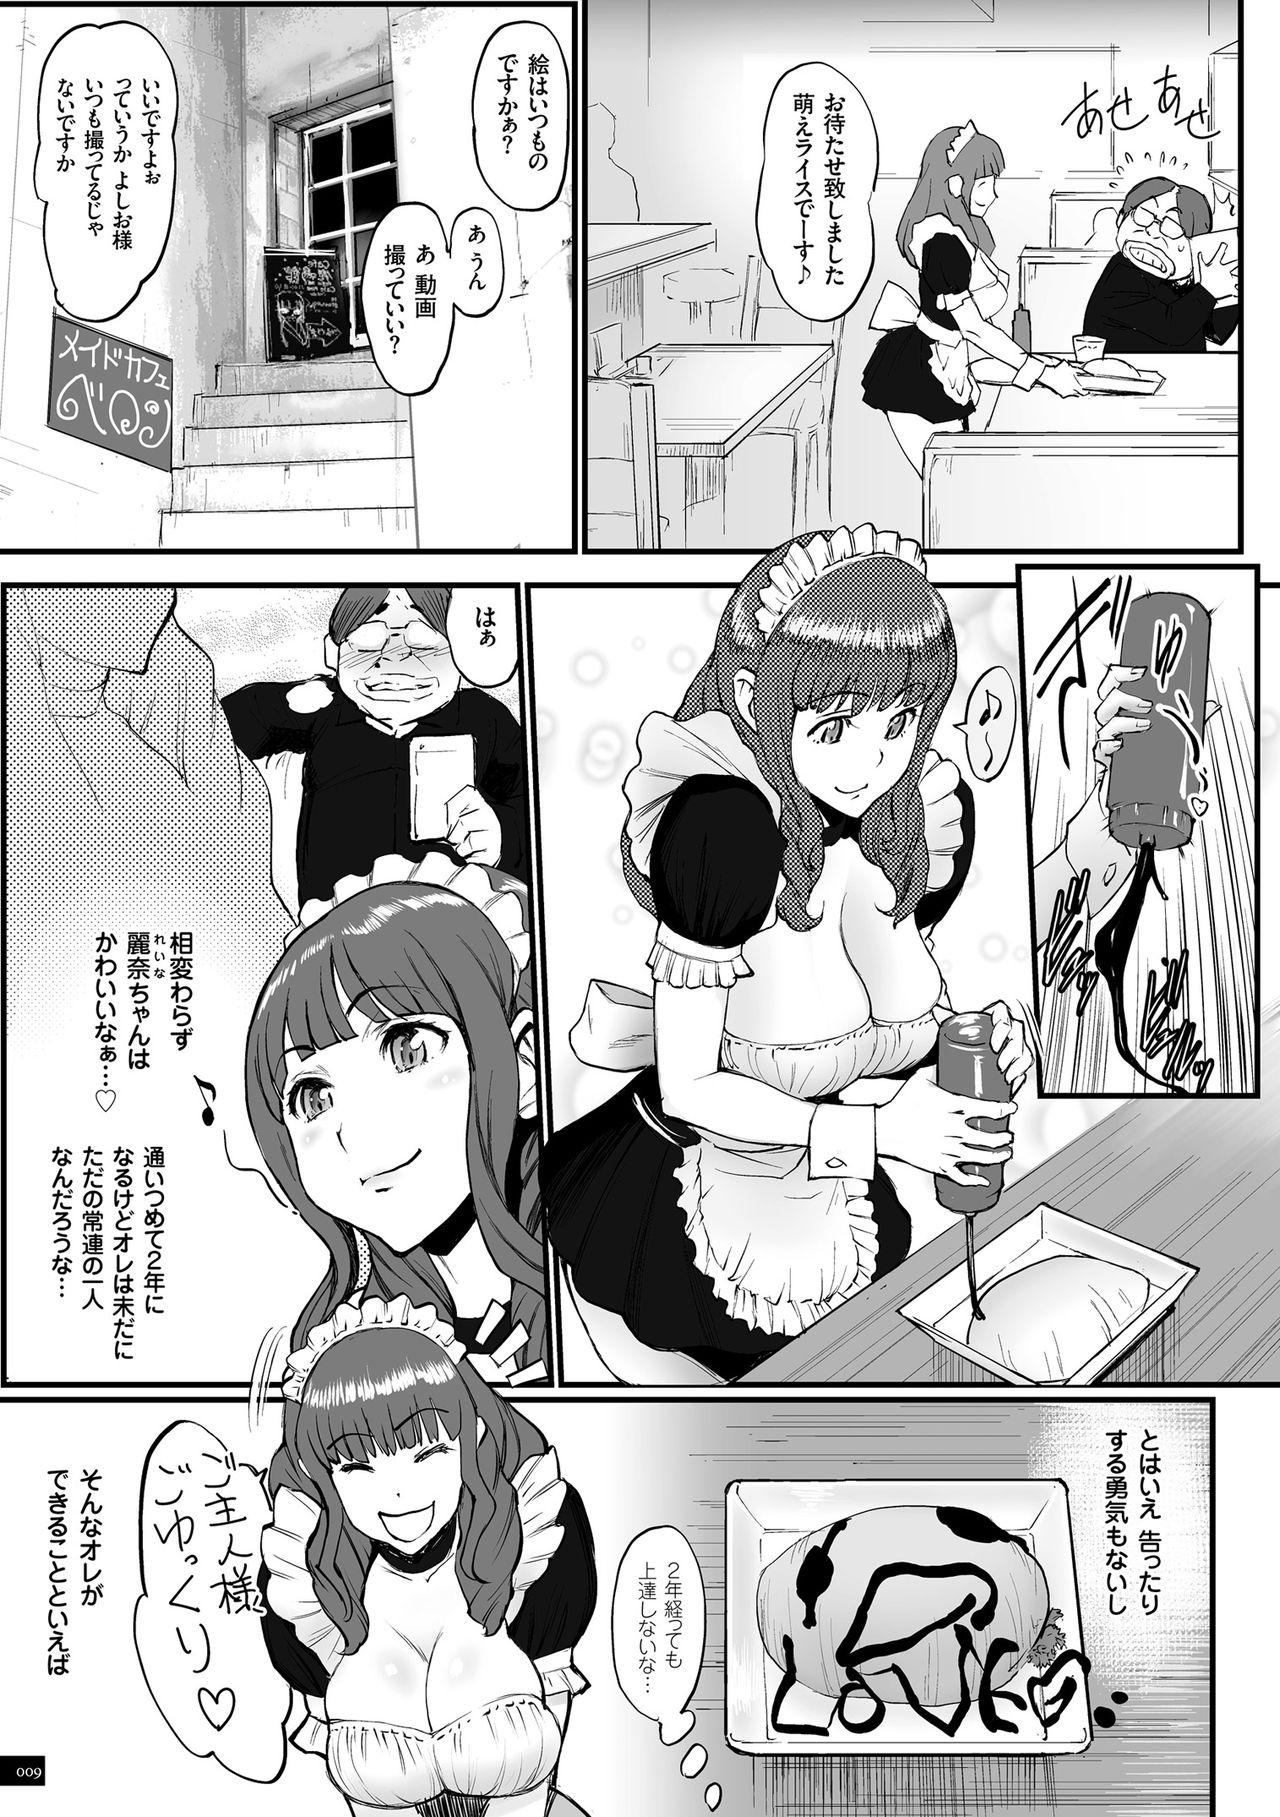 お待たせ致しました
萌えライスでーす♪
あせ
あせ
絵はいつもの
ですかぁ?
あ うん
あ 動画
撮っていい?
いいですよぉ
っていうか よしお様
いつも撮ってるじゃ
ないですか
メイドカフェ
ベロン
はぁ
相変わらず
麗奈ちゃんは
れいな
かわいいなぁ…♡
通いつめて2年に
なるけどオレは未だに
ただの常連の一人
なんだろうな…
とはいえ 告ったり
する勇気もないし
LOVE
2年経っても
上達しないな…
ご主人様
ごゆっくり♡
そんなオレが
できることといえば
009